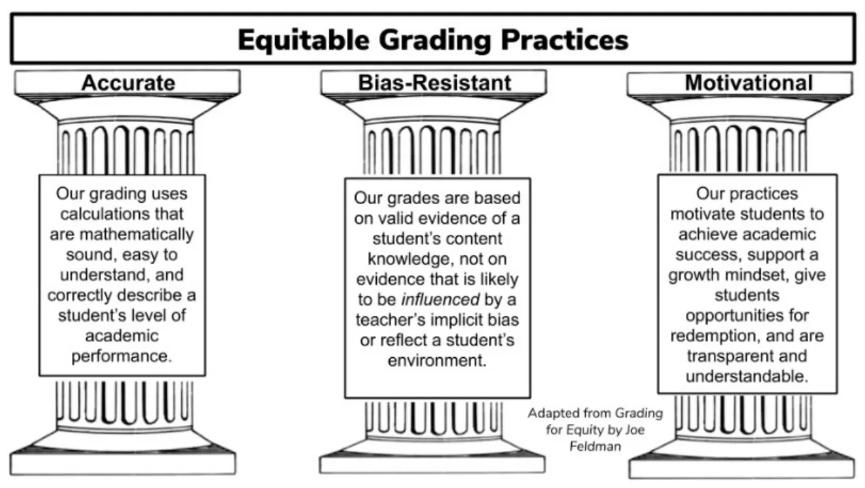 Equitable Grading Practices
Accurate
Our grading uses
calculations that
are mathematically
sound, easy to
understand, and
correctly describe a
student's level of
academic
performance.
Bias-Resistant
Our grades are based
on valid evidence of a
student's content
knowledge, not on
evidence that is likely
to be influenced by a
teacher's implicit bias
or reflect a student's
environment.
Motivational
Our practices
motivate students to
achieve academic
success, support a
growth mindset, give
students
opportunities for
redemption, and are
transparent and
understandable.
Adapted from Grading
for Equity by Joe
Feldman